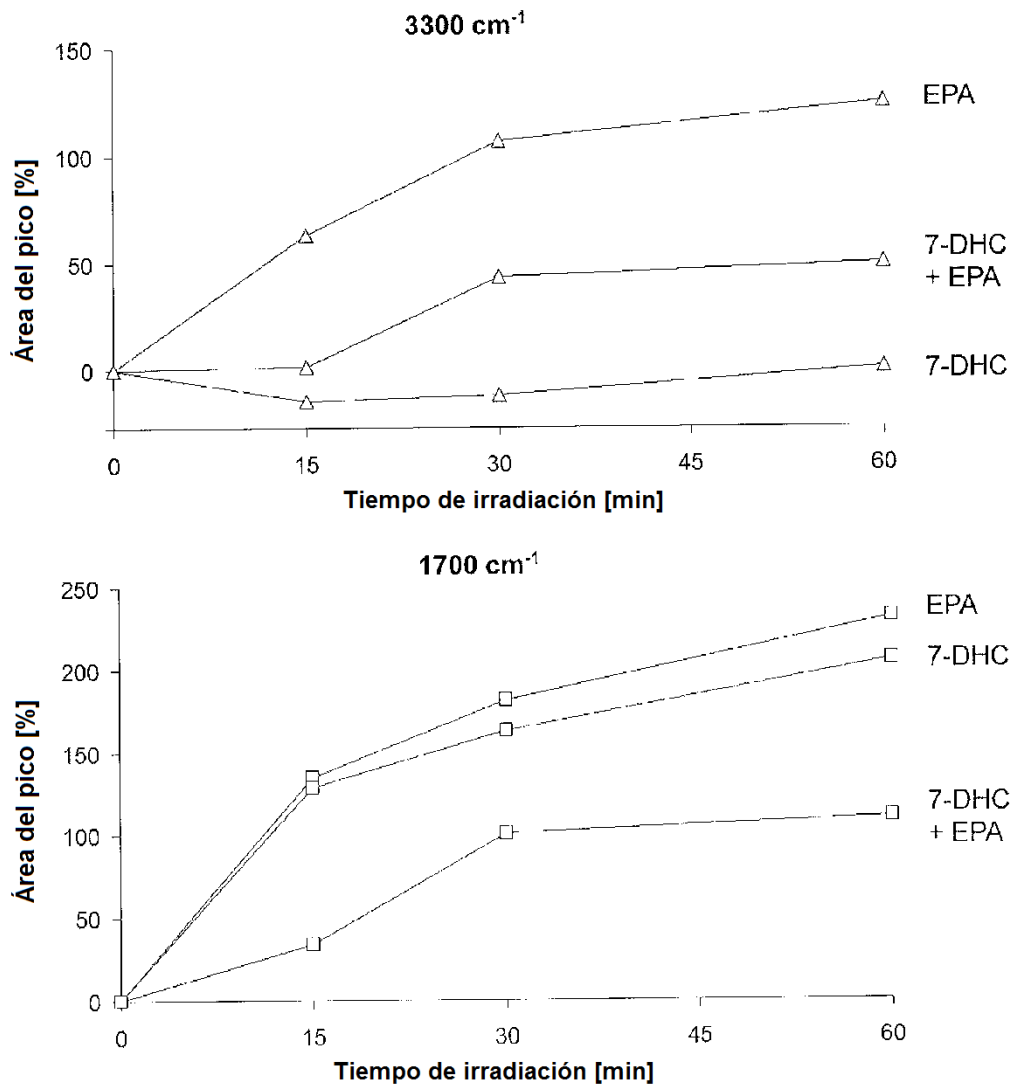 3300 cm-1
150
100
50
0
Área del pico [%]
EPA
7-DHC
+ EPA
7-DHC
0 15 30 45 60
Tiempo de irradiación [min]
1700 cm-1
250
200
150
100
50
0
Área del pico [%]
EPA
7-DHC
7-DHC
+ EPA
0 15 30 45 60
Tiempo de irradiación [min]